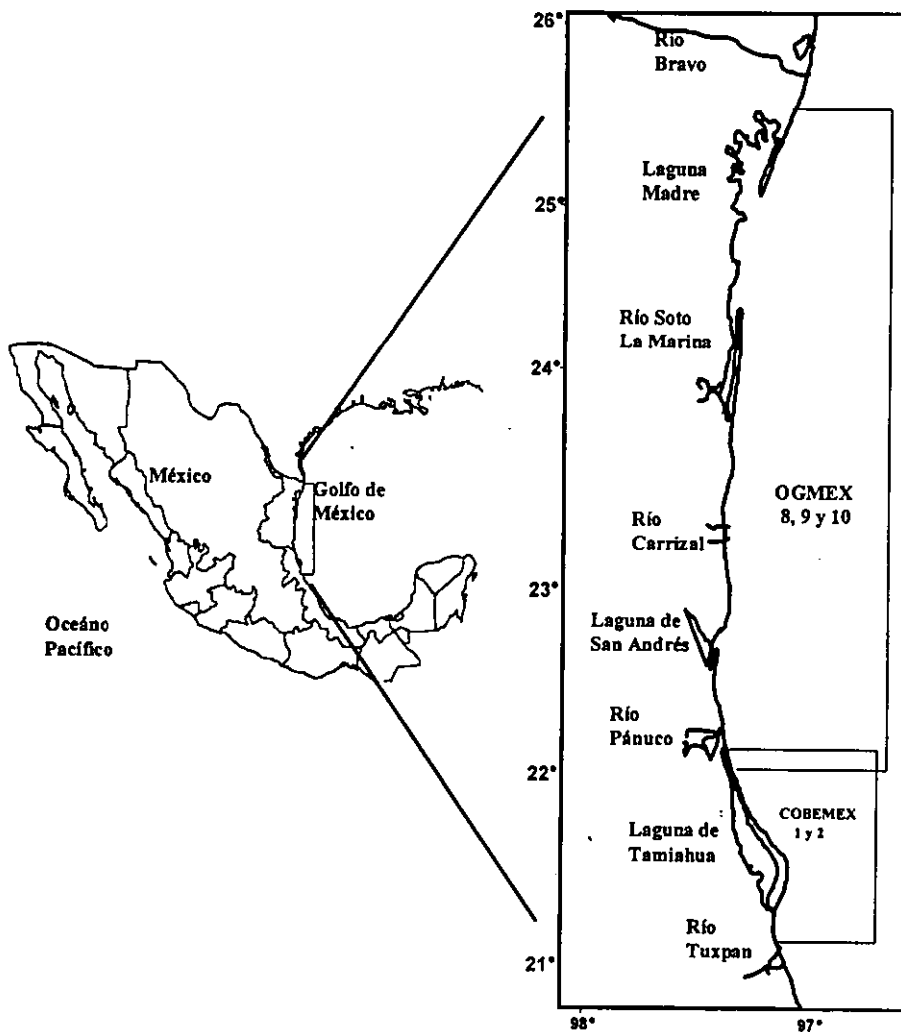 26°
Río
Bravo
Laguna
Madre
25°
Río Soto
La Marina
24°
México
Golfo de
México
OGMEX
8, 9 y 10
Río
Carrizal
23°
Oceáno
Pacífico
Laguna de
San Andrés
Río
Pánuco
22°
COBEMEX
1 y 2
Laguna de
Tamiahua
Río
Tuxpan
21°
98°
97°